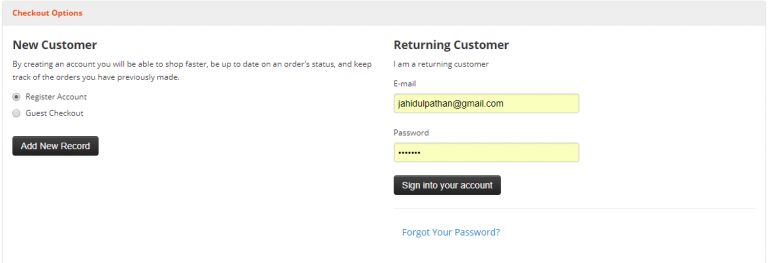 Checkout Options
New Customer
By creating an account you will be able to shop faster, be up to date on an order's status, and keep
track of the orders you have previously made.
Register Account
Guest Checkout
Add New Record
Returning Customer
I am a returning customer
E-mail
jahidulpathan@gmail.com
Password
•••••••
Sign into your account
Forgot Your Password?